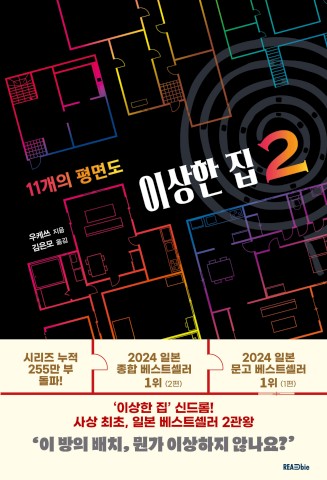 11개의 평면도
이상한 집 2
우케쓰 지음
김은모 옮김
시리즈 누적
255만 부
돌파!
2024 일본
종합 베스트셀러
1위 (2편)
2024 일본
문고 베스트셀러
1위 (1편)
‘이상한 집’ 신드롬!
사상 최초, 일본 베스트셀러 2관왕
‘이 방의 배치, 뭔가 이상하지 않나요?’
READbie